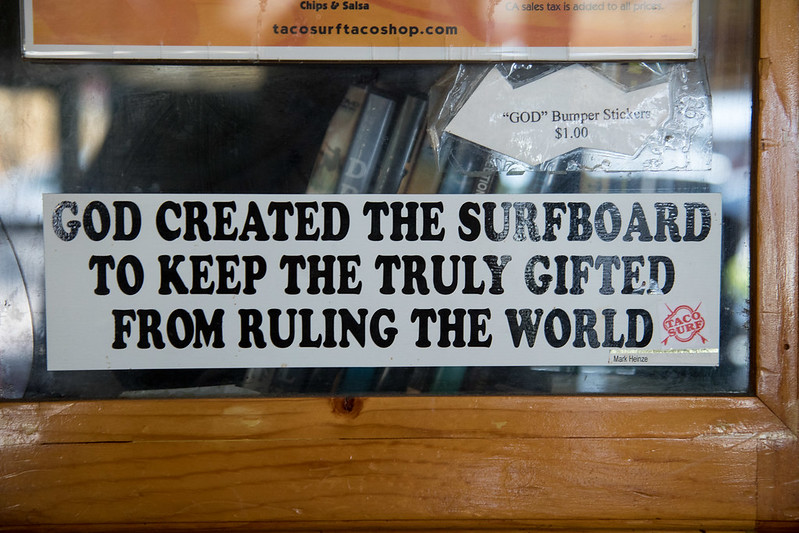 Chips & Salsa
CA sales tax is added to all prices.
tacosurftacoshop.com
"GOD" Bumper Stickers
$1.00
GOD CREATED THE SURFBOARD
TO KEEP THE TRULY GIFTED
FROM RULING THE WORLD
TACO
SURF
Mark Heinze